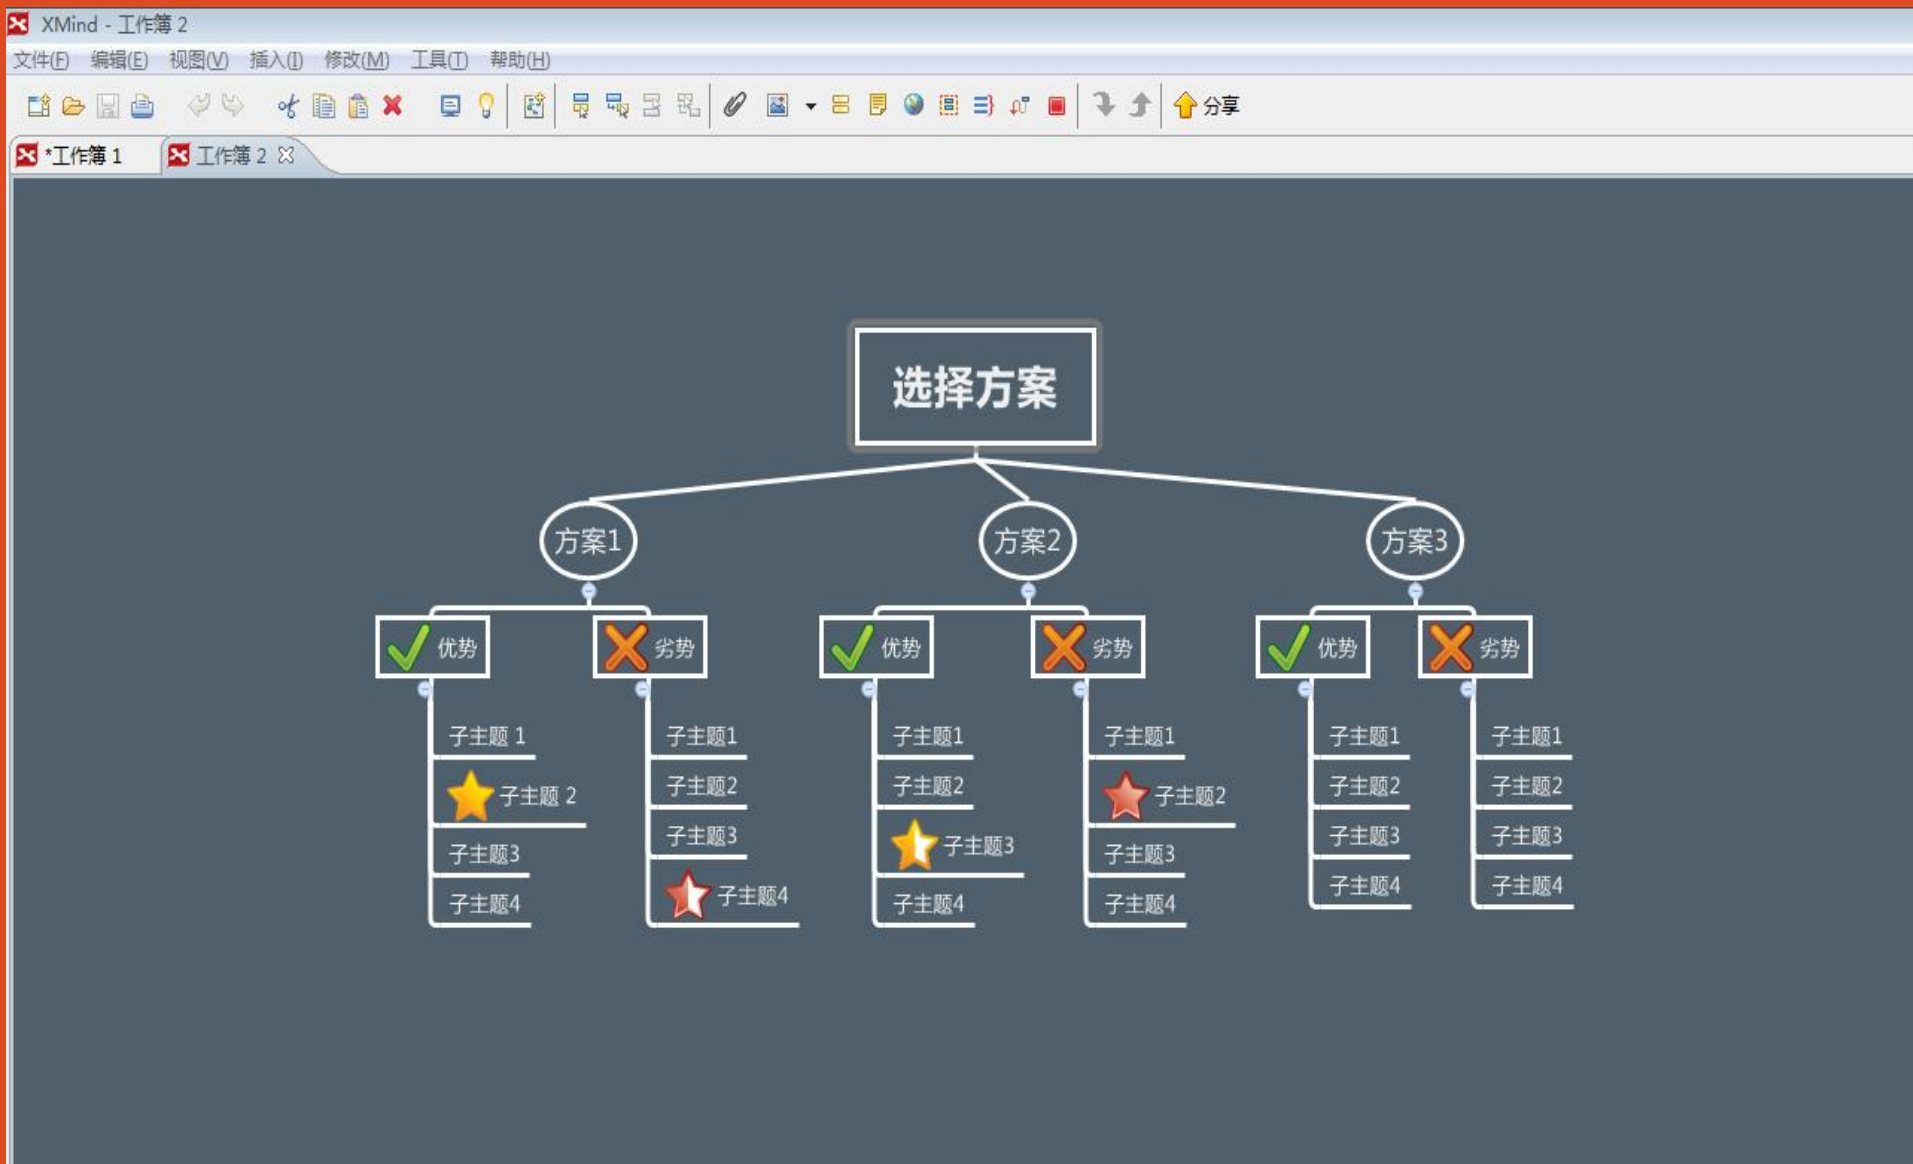 XMind - 工作簿 2
文件(F) 编辑(E) 视图(V) 插入(I) 修改(M) 工具(T) 帮助(H)
分享
*工作簿 1 工作簿 2
选择方案
方案1 方案2 方案3
优势 劣势 优势 劣势 优势 劣势
子主题 1 子主题1 子主题1 子主题1 子主题1 子主题1
子主题 2 子主题2 子主题2 子主题2 子主题2 子主题2
子主题3 子主题3 子主题3 子主题3 子主题3 子主题3
子主题4 子主题4 子主题4 子主题4 子主题4 子主题4